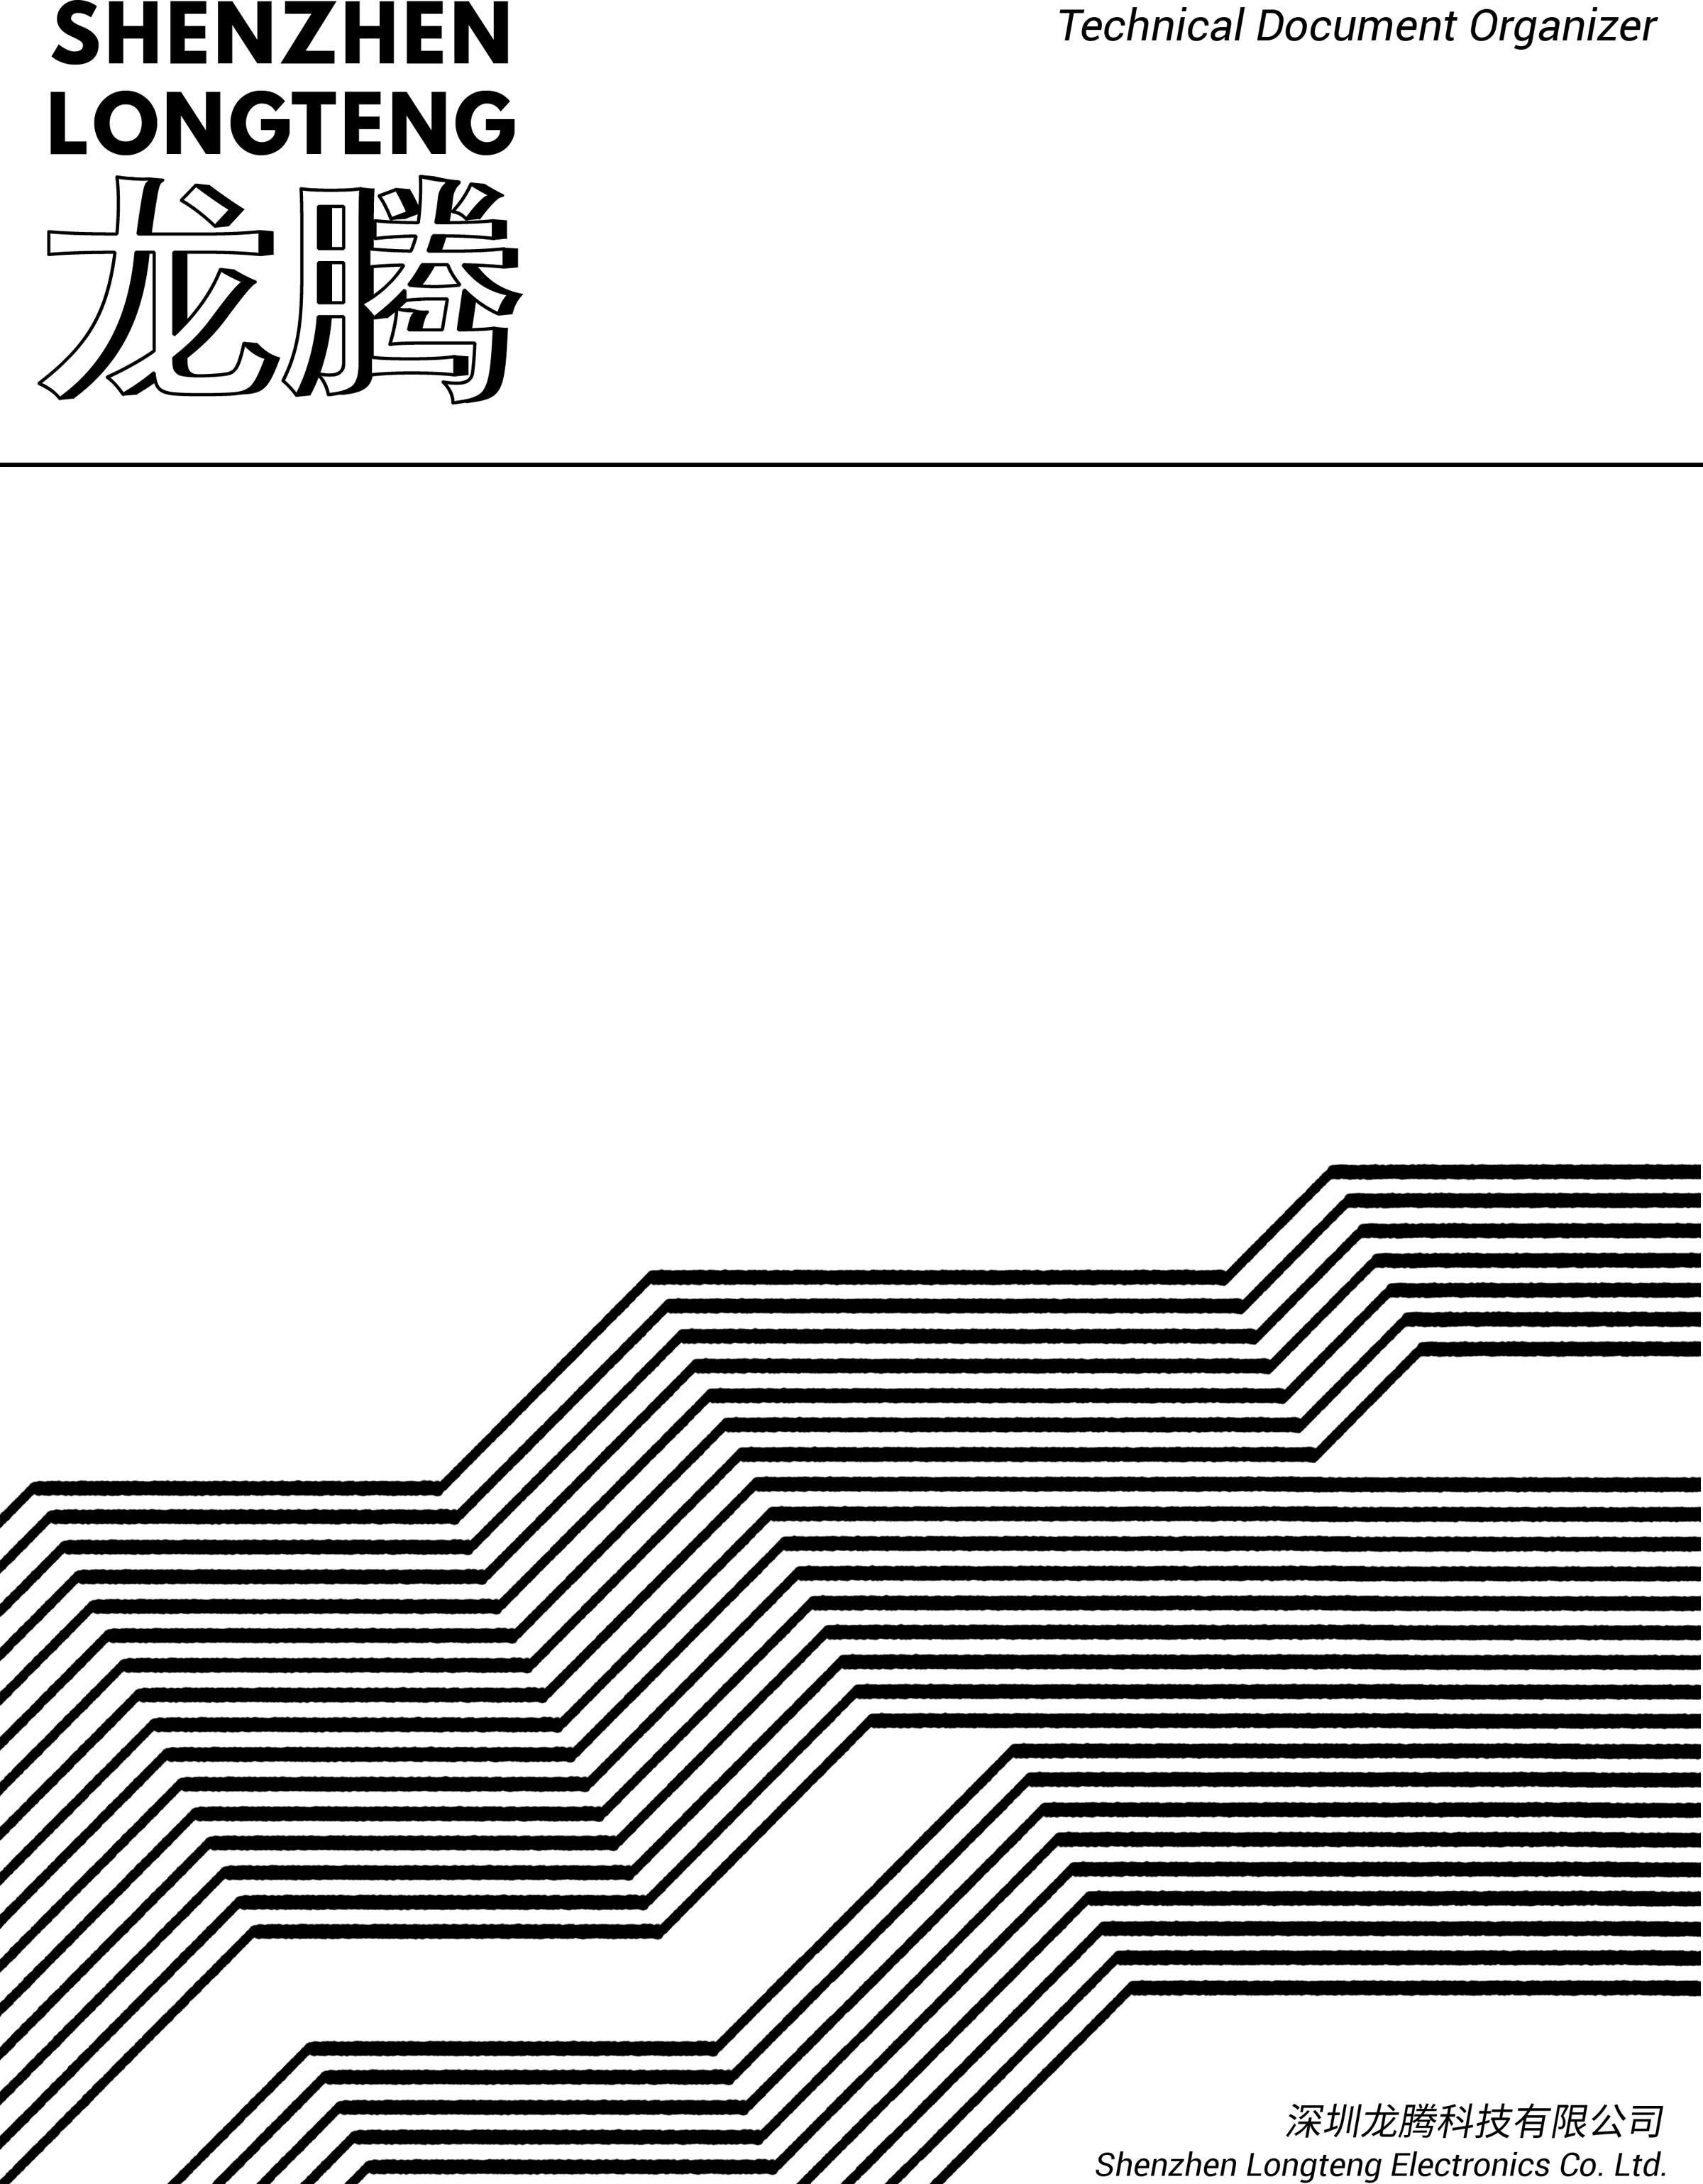 SHENZHEN
LONGTENG
龙腾
Technical Document Organizer
深圳龙腾科技有限公司
Shenzhen Longteng Electronics Co. Ltd.